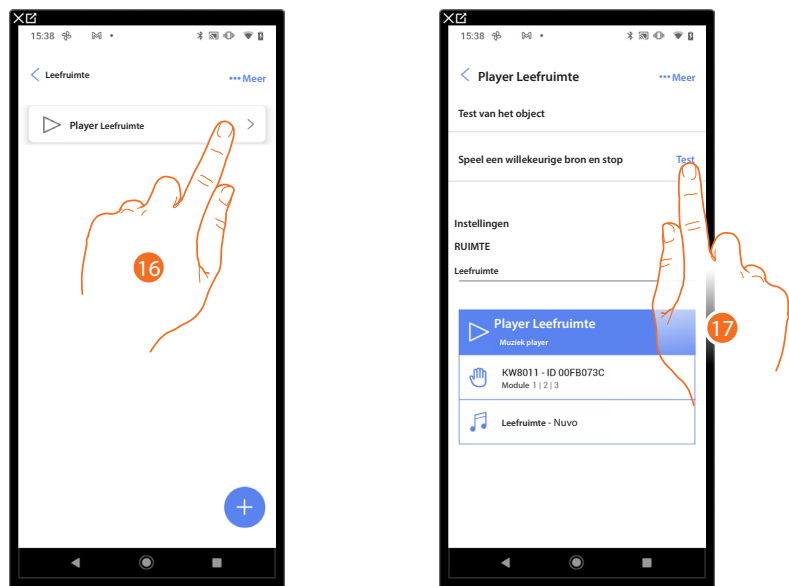 15:38
Leefruimte
Meer
Player Leefruimte
16
15:38
Player Leefruimte
Meer
Test van het object
Speel een willekeurige bron en stop
Test
Instellingen
RUIMTE
Leefruimte
Player Leefruimte
Muziek player
KW8011 - ID 00FB073C
Module 1 | 2 | 3
Leefruimte - Nuvo
17